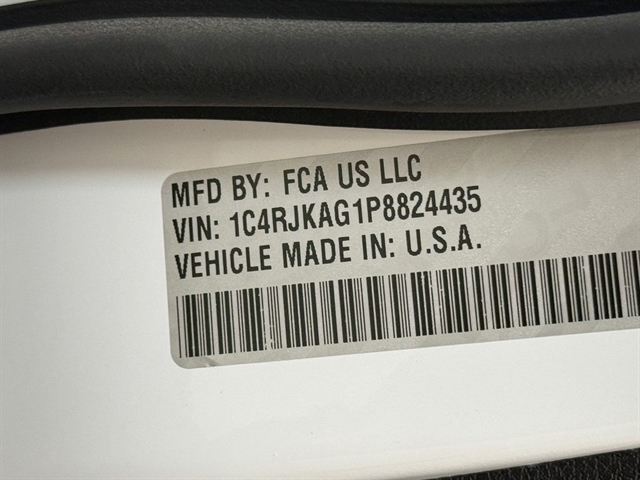 MFD BY: FCA US LLC
VIN: 1C4RJKAG1P8824435
VEHICLE MADE IN: U.S.A.